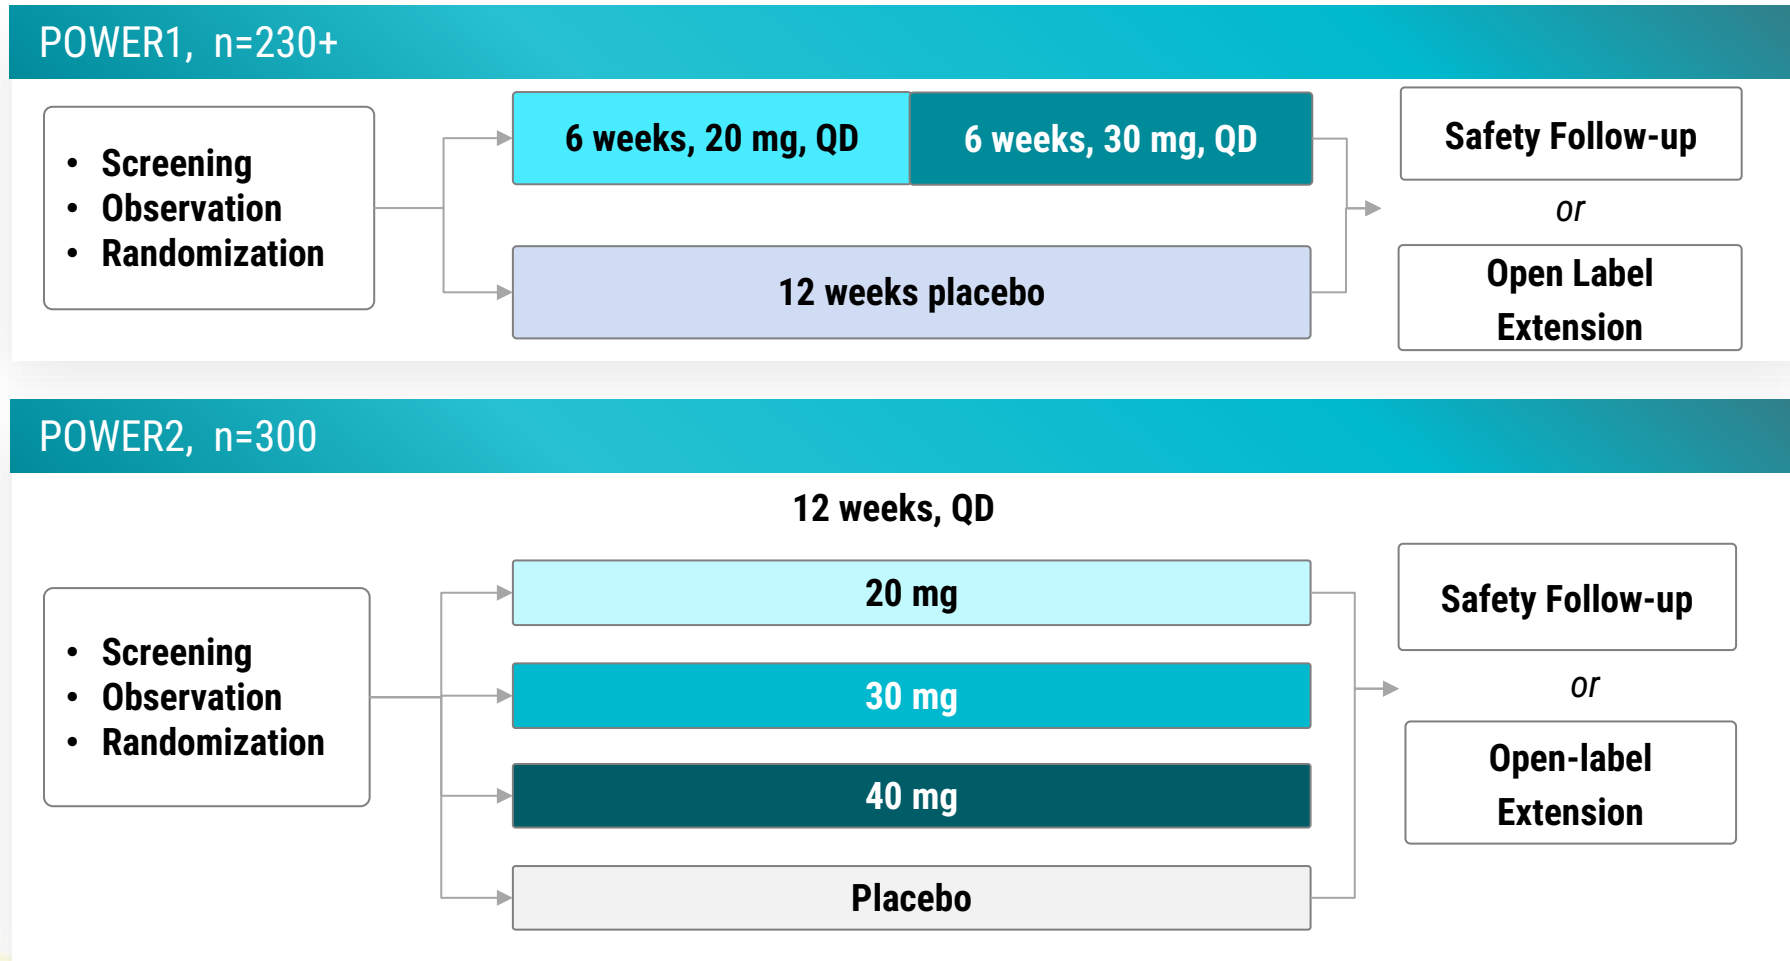 POWER1, n=230+
• Screening
• Observation
• Randomization
6 weeks, 20 mg, QD
6 weeks, 30 mg, QD
12 weeks placebo
Safety Follow-up
or
Open Label
Extension
POWER2, n=300
12 weeks, QD
• Screening
• Observation
• Randomization
20 mg
30 mg
40 mg
Placebo
Safety Follow-up
or
Open-label
Extension